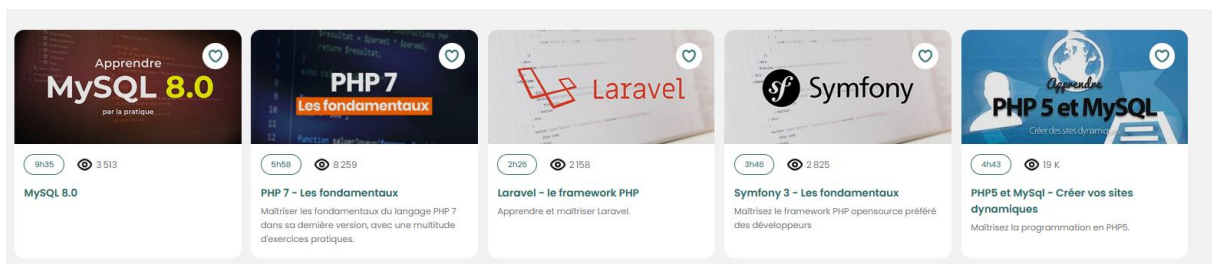 Apprendre
MySQL 8.0
par la pratique
9h35
3 513
MySQL 8.0
PHP 7
Les fondamentaux
5h58
8 259
PHP 7 - Les fondamentaux
Maîtriser les fondamentaux du langage PHP 7
dans sa dernière version, avec une multitude
d'exercices pratiques.
Laravel
2h26
2 158
Laravel - le framework PHP
Apprendre et maîtriser Laravel.
Symfony
3h46
2 825
Symfony 3 - Les fondamentaux
Maîtrisez le framework PHP opensource préféré
des développeurs
Apprendre
PHP 5 et MySQL
Créer des sites dynamiques
4h43
19 K
PHP5 et MySql - Créer vos sites
dynamiques
Maîtrisez la programmation en PHP5.